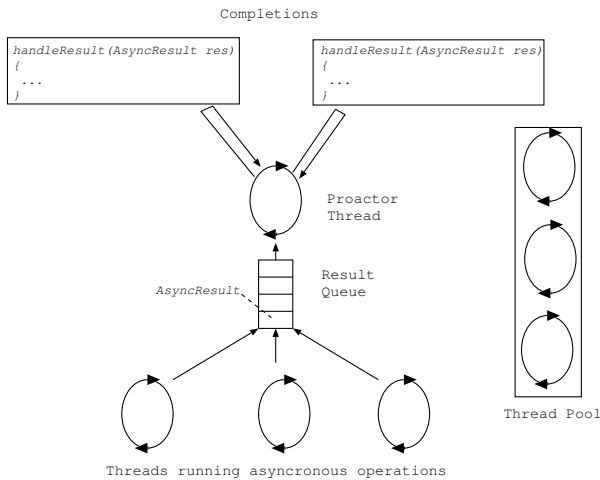 Completions
handleResult(AsyncResult res)
{
...
}
handleResult(AsyncResult res)
{
...
}
Proactor
Thread
Result
Queue
AsyncResult
Thread Pool
Threads running asyncronous operations